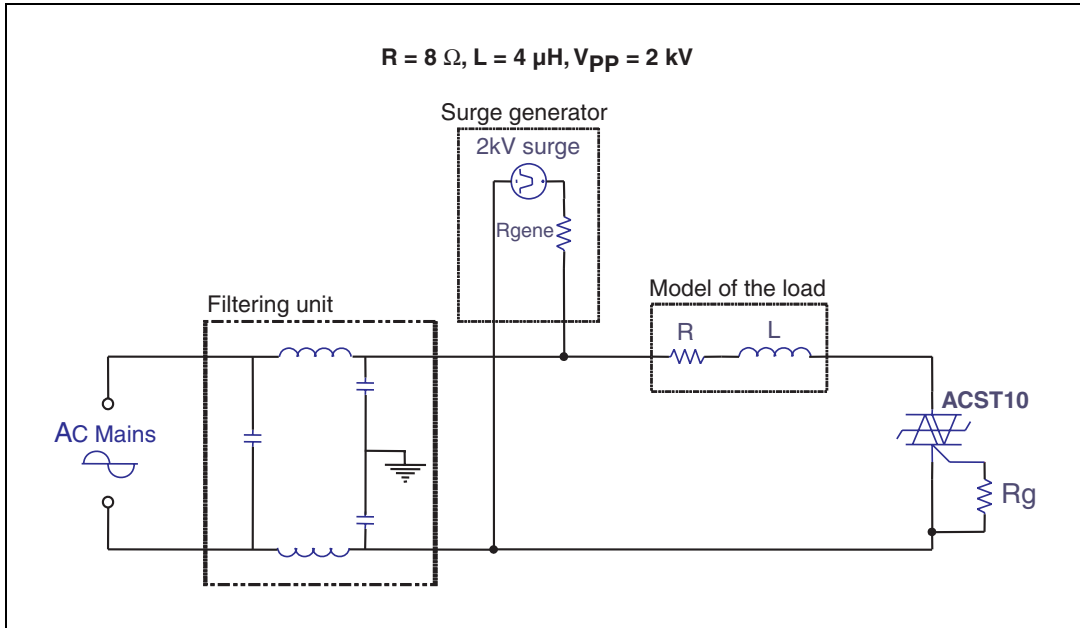 R = 8 Ω, L = 4 µH, VPP = 2 kV
Surge generator
2kV surge
Rgene
Filtering unit
Model of the load
R
L
ACST10
AC Mains
Rg